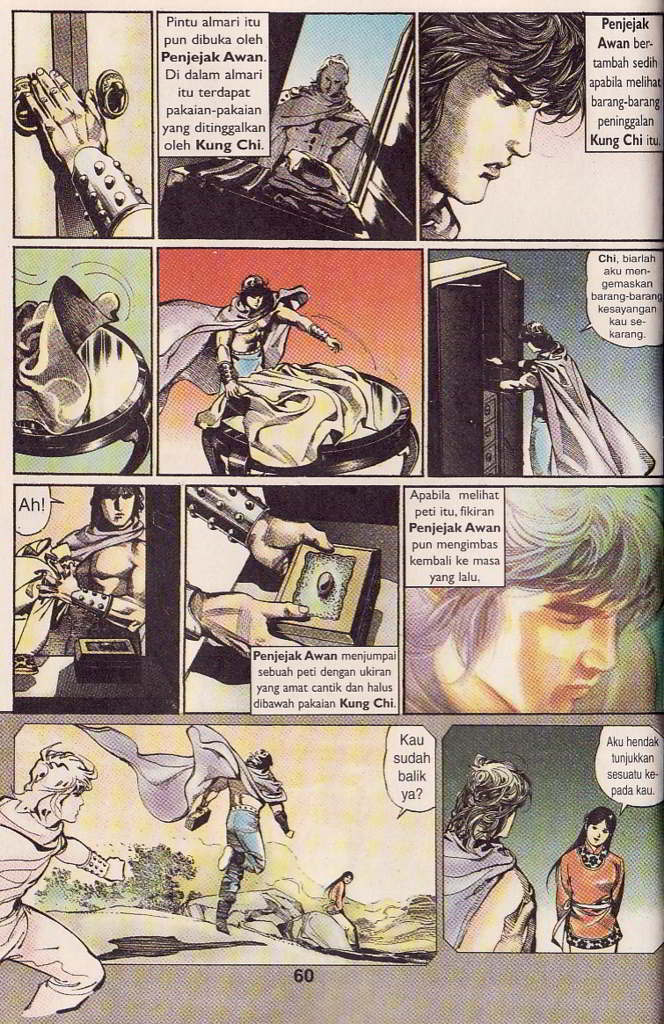 Pintu almari itu
pun dibuka oleh
Penjejak Awan.
Di dalam almari
itu terdapat
pakaian-pakaian
yang ditinggalkan
oleh Kung Chi.
Penjejak
Awan ber-
tambah sedih
apabila melihat
barang-barang
peninggalan
Kung Chi itu.
Chi, biarlah
aku men-
gemaskan
barang-barang
kesayangan
kau se-
karang.
Ah!
Penjejak Awan menjumpai
sebuah peti dengan ukiran
yang amat cantik dan halus
dibawah pakaian Kung Chi.
Apabila melihat
peti itu, fikiran
Penjejak Awan
pun mengimbas
kembali ke masa
yang lalu.
Kau
sudah
balik
ya?
Aku hendak
tunjukkan
sesuatu ke-
pada kau.
60